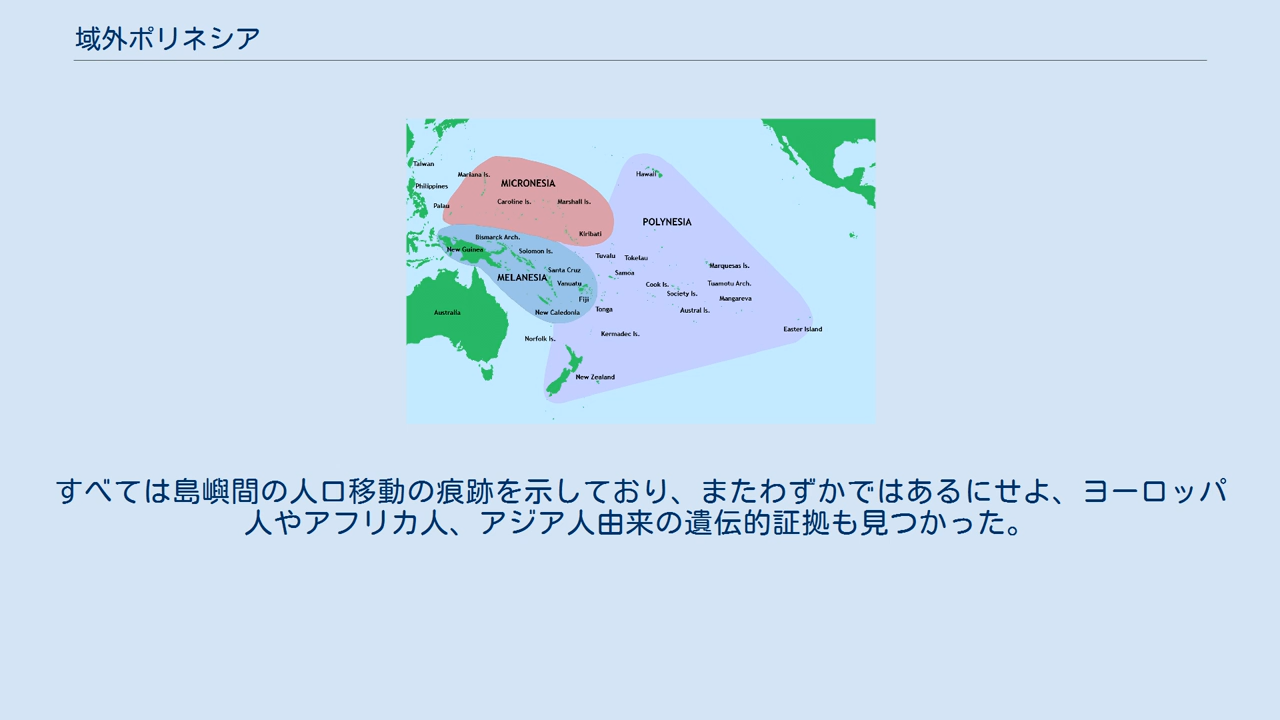 域外ポリネシア
Taiwan
Philippines
Palau
Mariana Is.
MICRONESIA
Caroline Is.
Marshall Is.
Kiribati
Hawaii
POLYNESIA
Bismarck Arch.
New Guinea
Solomon Is.
MELANESIA
Santa Cruz
Vanuatu
Fiji
New Caledonia
Tuvalu
Tokelau
Samoa
Tonga
Cook Is.
Society Is.
Austral Is.
Marquesas Is.
Tuamotu Arch.
Mangareva
Easter Island
Australia
Norfolk Is.
Kermadec Is.
New Zealand
すべては島嶼間の人口移動の痕跡を示しており、またわずかではあるにせよ、ヨーロッパ
人やアフリカ人、アジア人由来の遺伝的証拠も見つかった。